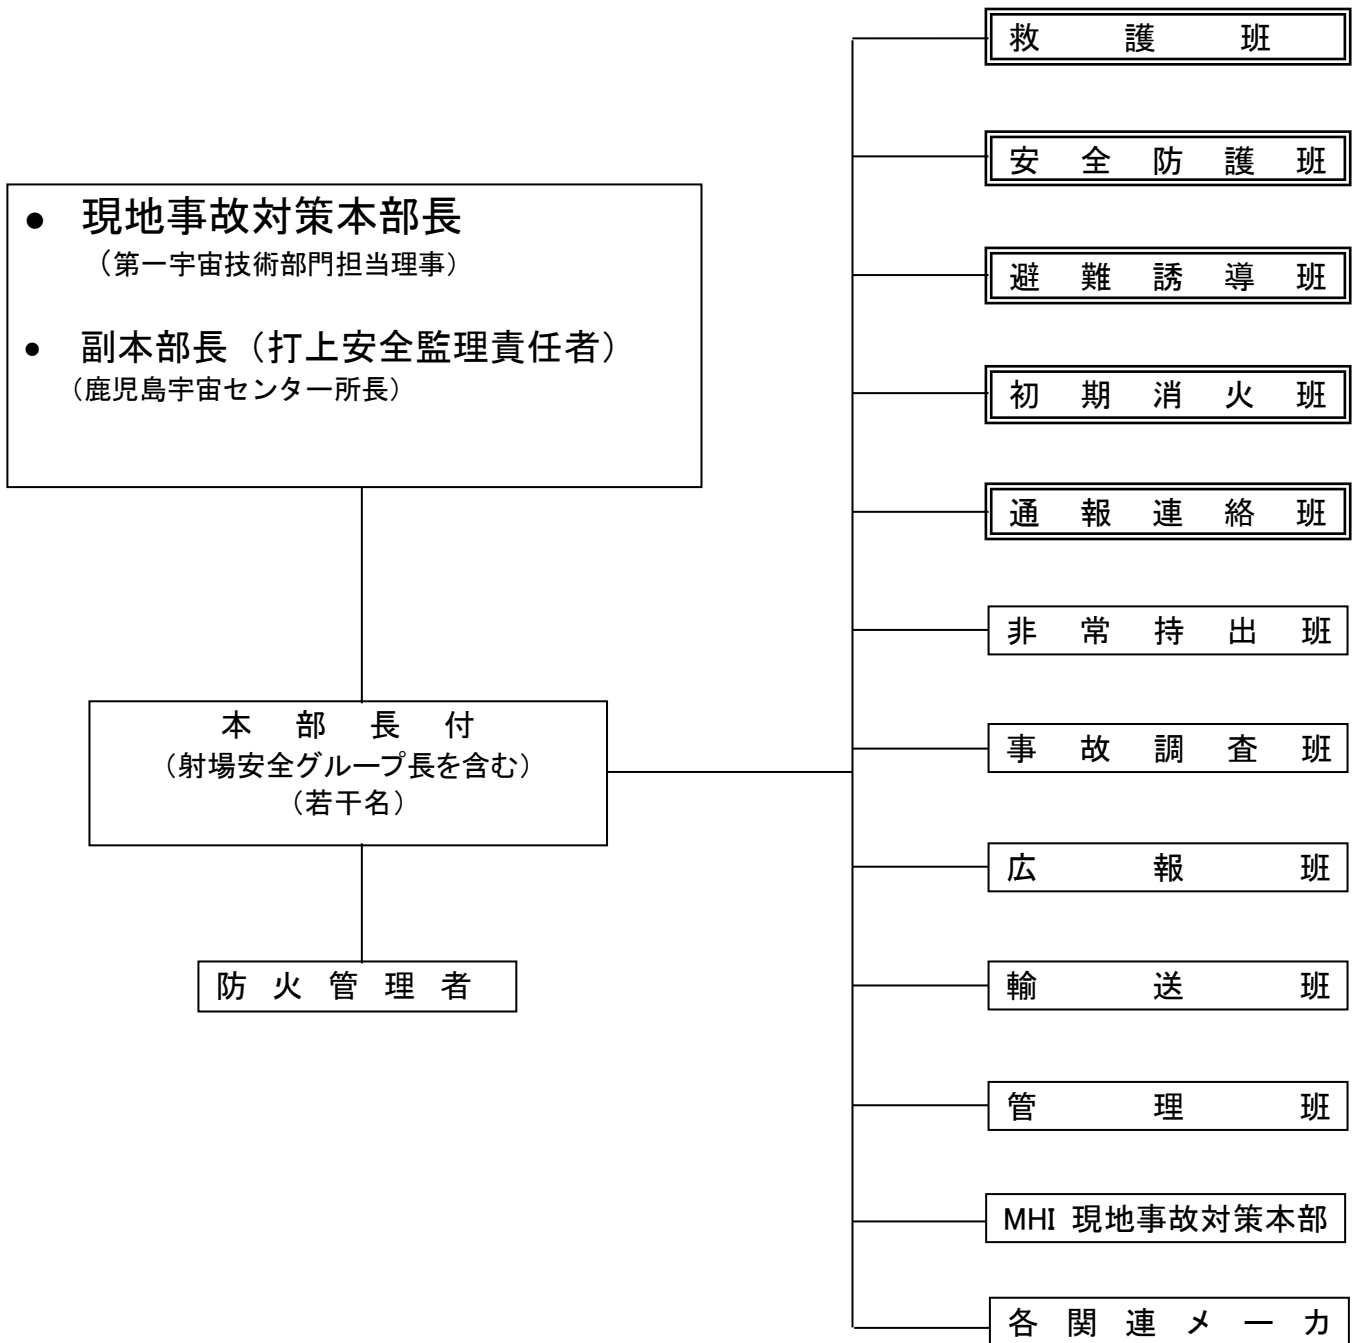 ● 現地事故対策本部長
（第一宇宙技術部門担当理事）
● 副本部長（打上安全監理責任者）
（鹿児島宇宙センター所長）
本部長付
（射場安全グループ長を含む）
（若干名）
防火管理者
救護班
安全防護班
避難誘導班
初期消火班
通報連絡班
非常持出班
事故調査班
広報班
輸送班
管理班
MHI 現地事故対策本部
各関連メーカ